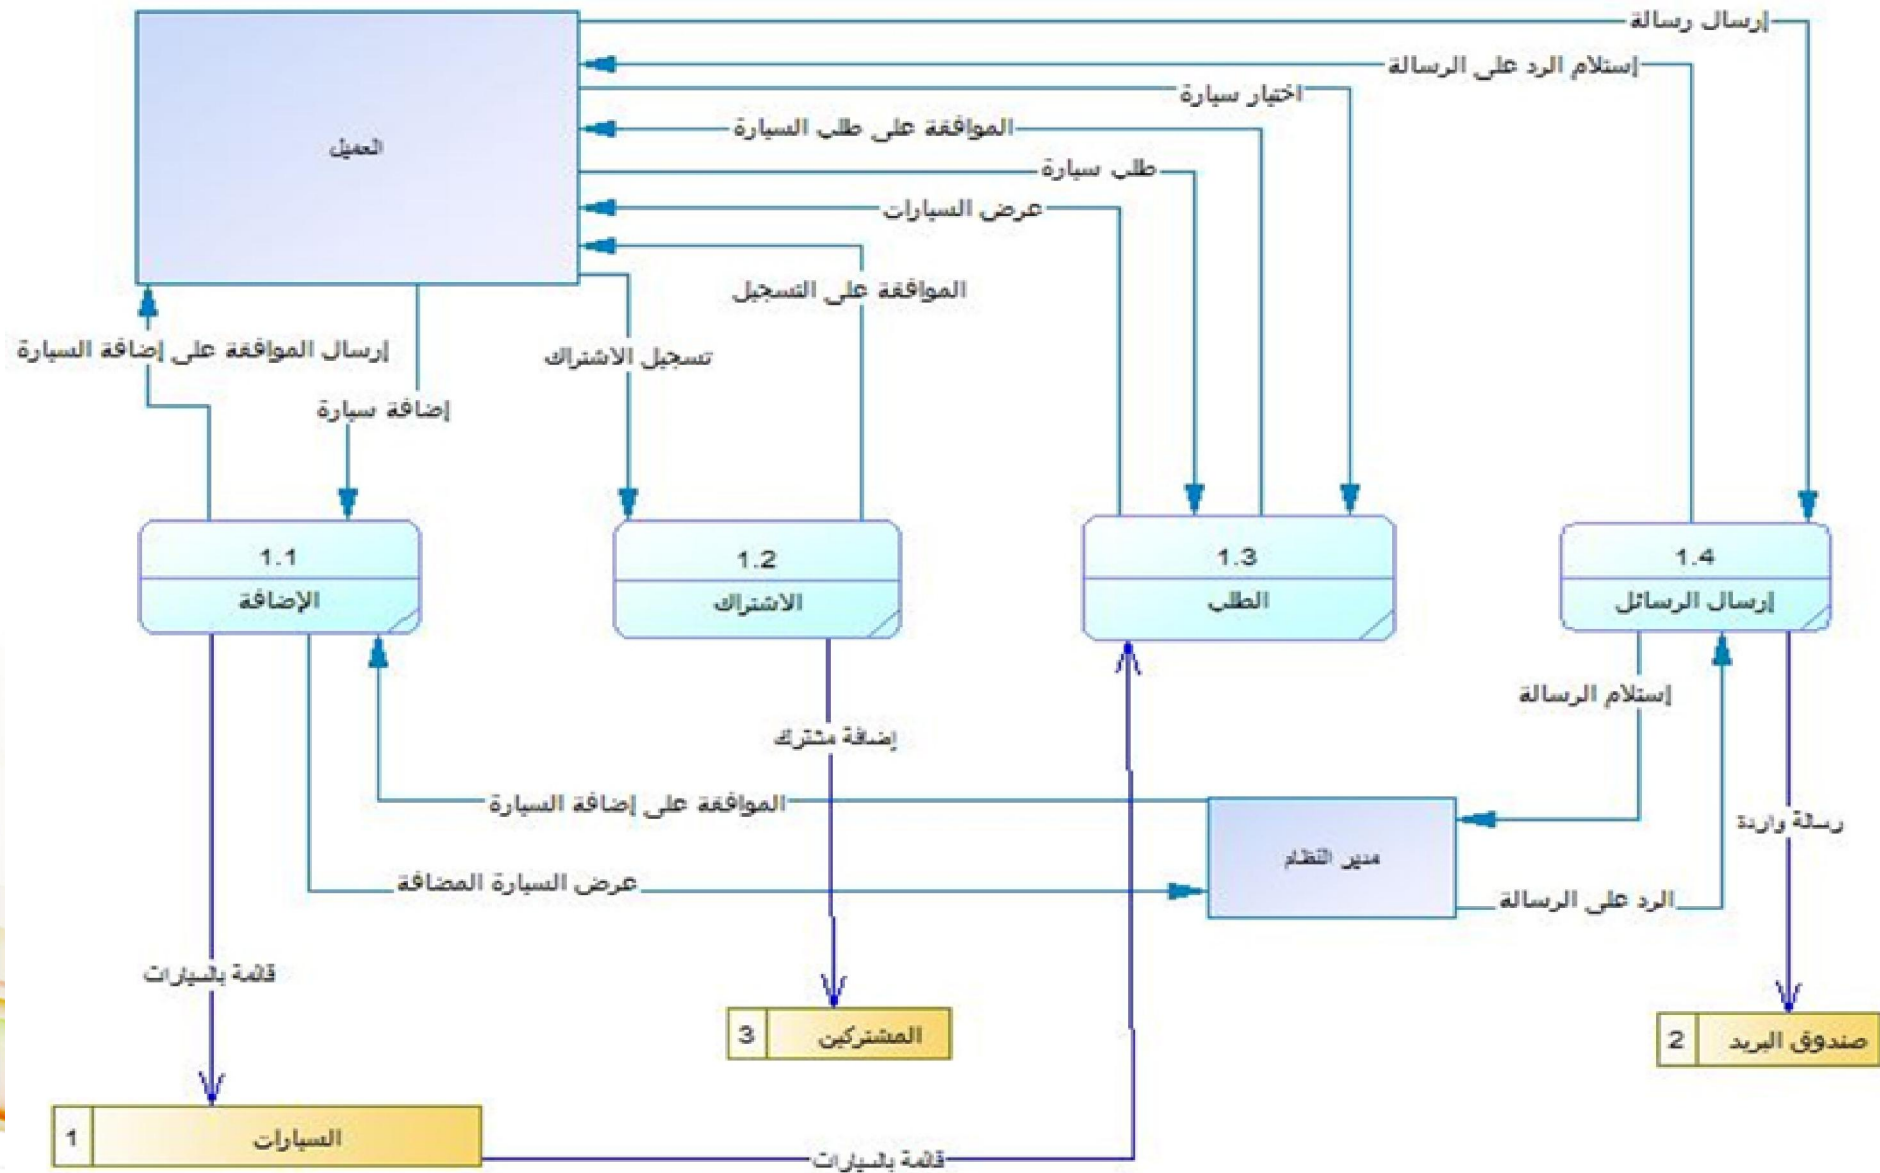 إرسال رسالة
إستلام الرد على الرسالة
اختيار سيارة
الموافقة على طلب السيارة
العميل
طلب سيارة
عرض السيارات
الموافقة على التسجيل
إرسال الموافقة على إضافة السيارة
تسجيل الاشتراك
إضافة سيارة
1.1
الإضافة
1.2
الاشتراك
1.3
الطلب
1.4
إرسال الرسائل
إستلام الرسالة
إضافة مشترك
الموافقة على إضافة السيارة
رسالة واردة
مدير النظام
عرض السيارة المضافة
الرد على الرسالة
قائمة بالسيارات
3
المشتركين
2
صندوق البريد
1
السيارات
قائمة بالسيارات